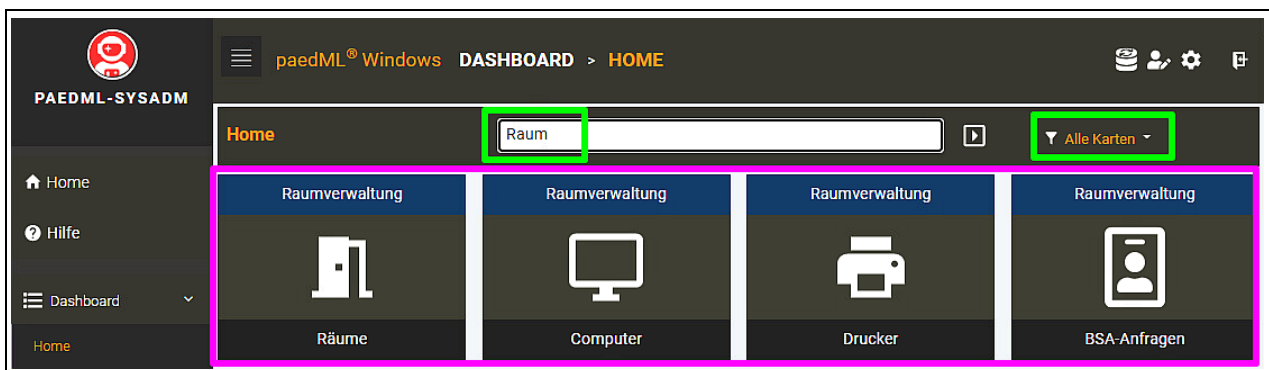 PAEDML-SYSADM
paedML® Windows DASHBOARD > HOME
Home
Raum
Alle Karten
Home
Hilfe
Dashboard
Home
Raumverwaltung
Räume
Raumverwaltung
Computer
Raumverwaltung
Drucker
Raumverwaltung
BSA-Anfragen